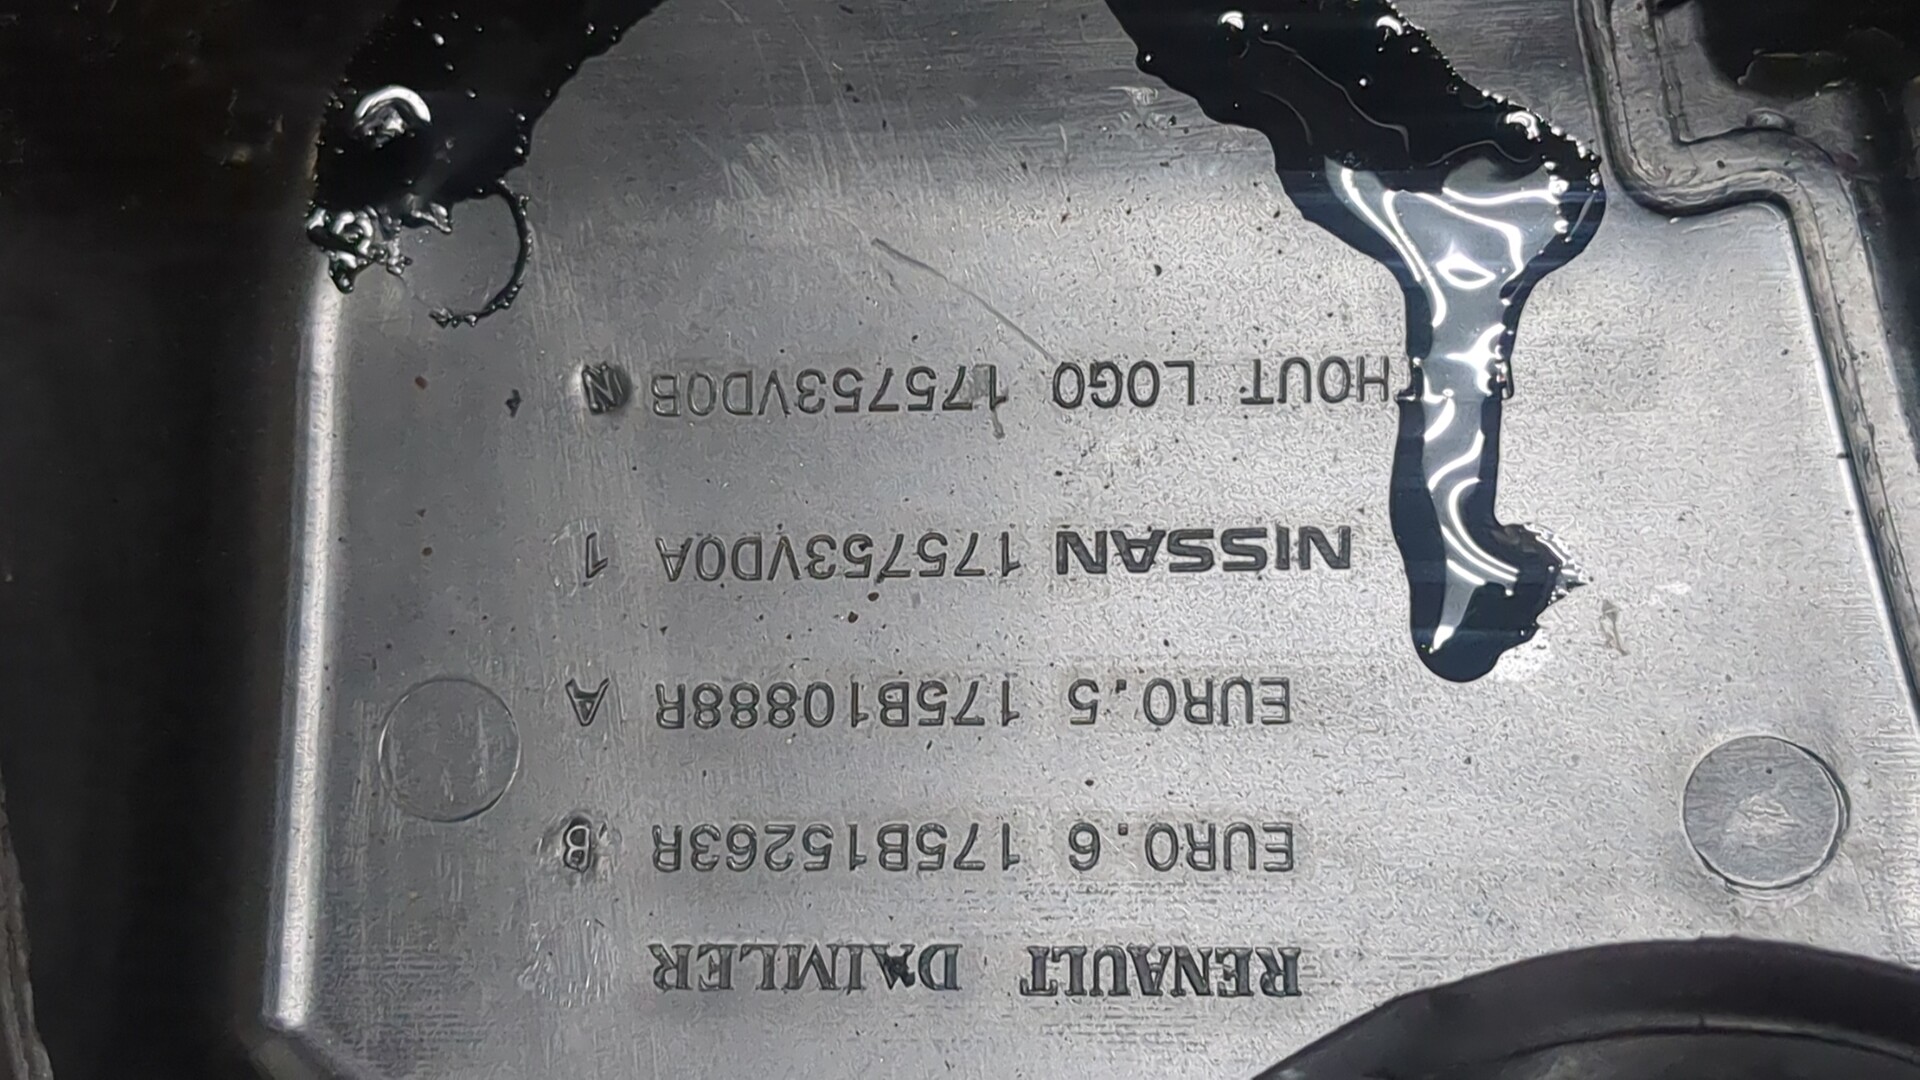 RENAULT DAIMLER
EURO.6 175B15263R B
EURO.5 175B10888R A
NISSAN 175753VD0A 1
LOGO 175753VD0B N